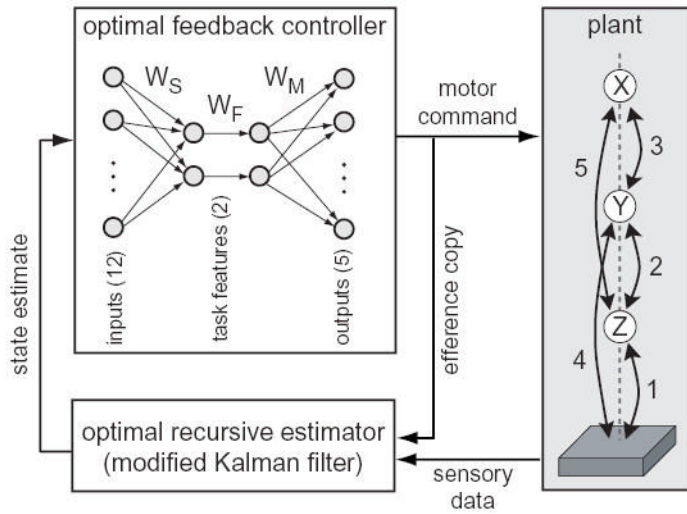 optimal feedback controller
W_S
W_F
W_M
inputs (12)
task features (2)
outputs (5)
motor
command
plant
X
Y
Z
5
3
2
4
1
state estimate
efference copy
optimal recursive estimator
(modified Kalman filter)
sensory
data